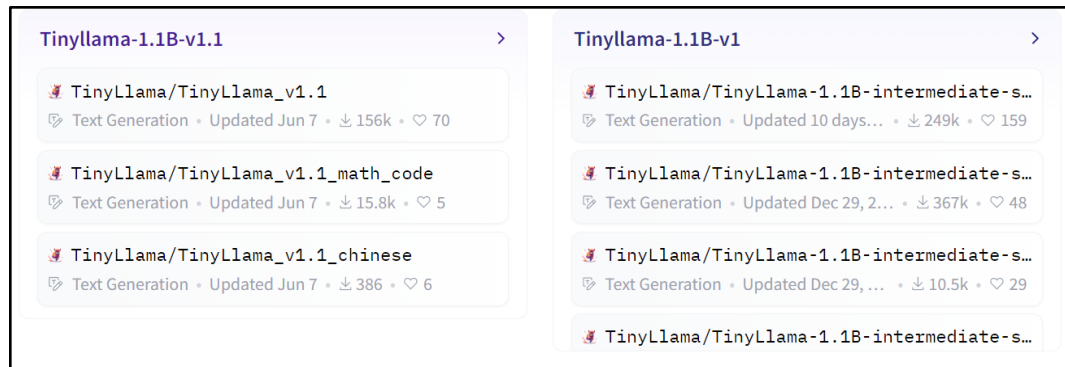 Tinyllama-1.1B-v1.1
TinyLlama/TinyLlama_v1.1
Text Generation • Updated Jun 7 • 156k • 70
TinyLlama/TinyLlama_v1.1_math_code
Text Generation • Updated Jun 7 • 15.8k • 5
TinyLlama/TinyLlama_v1.1_chinese
Text Generation • Updated Jun 7 • 386 • 6
Tinyllama-1.1B-v1
TinyLlama/TinyLlama-1.1B-intermediate-s…
Text Generation • Updated 10 days… • 249k • 159
TinyLlama/TinyLlama-1.1B-intermediate-s…
Text Generation • Updated Dec 29, 2… • 367k • 48
TinyLlama/TinyLlama-1.1B-intermediate-s…
Text Generation • Updated Dec 29, … • 10.5k • 29
TinyLlama/TinyLlama-1.1B-intermediate-s…